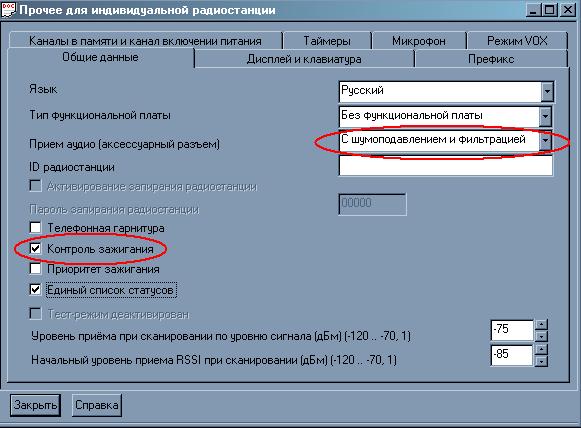 Прочее для индивидуальной радиостанции
Каналы в памяти и канал включении питания
Таймеры
Микрофон
Режим VOX
Общие данные
Дисплей и клавиатура
Префикс
Язык
Русский
Тип функциональной платы
Без функциональной платы
Прием аудио (аксессуарный разъем)
С шумоподавлением и фильтрацией
ID радиостанции
Активирование запирания радиостанции
Пароль запирания радиостанции
00000
Телефонная гарнитура
Контроль зажигания
Приоритет зажигания
Единый список статусов
Тест-режим деактивирован
Уровень приёма при сканировании по уровню сигнала (дБм) (-120 .. -70, 1)
-75
Начальный уровень приема RSSI при сканировании (дБм) (-120 .. -70, 1)
-85
Закрыть
Справка